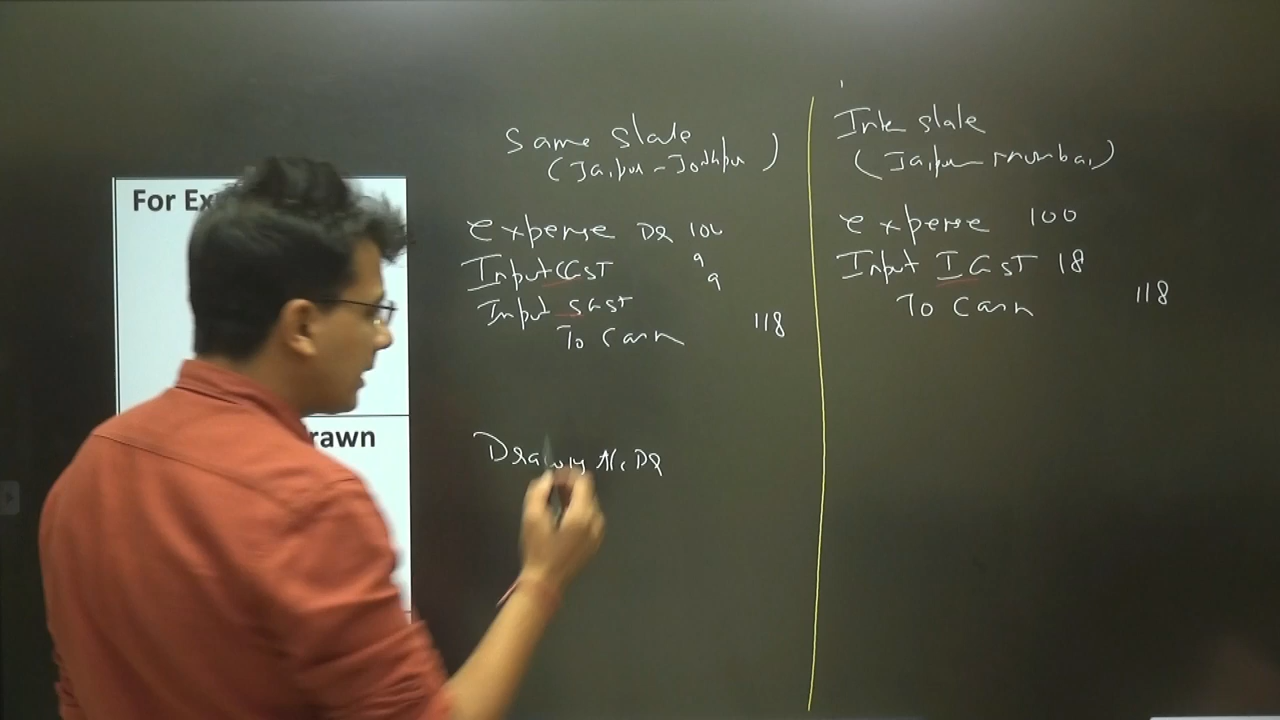 For Ex
rawn
Same State
(Jaipur - Jodhpur)
Expense DR 100
Input CGST 9
9
Input SGST
To Cash 118
Drawing A/c DR
Inter state
(Jaipur - Mumbai)
Expense 100
Input IGST 18
To Cash 118